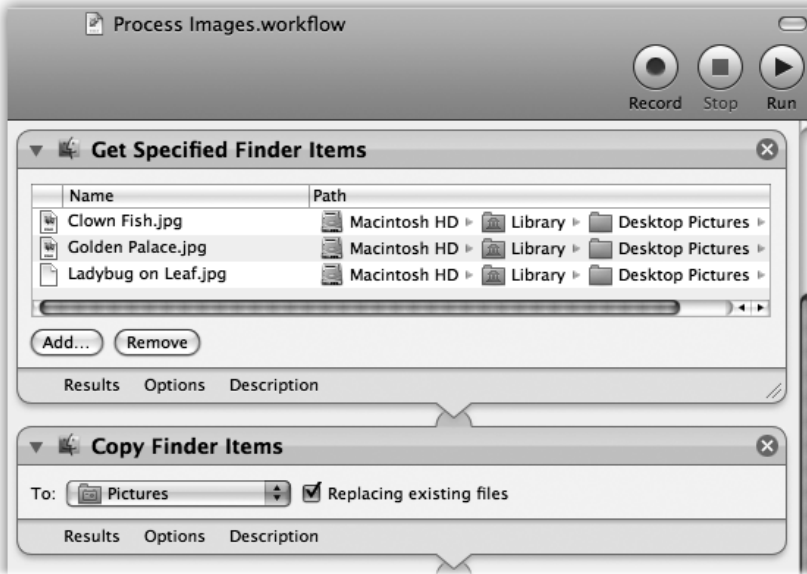 Process Images.workflow
Record Stop Run
Get Specified Finder Items
Name Path
Clown Fish.jpg Macintosh HD Library Desktop Pictures
Golden Palace.jpg Macintosh HD Library Desktop Pictures
Ladybug on Leaf.jpg Macintosh HD Library Desktop Pictures
Add... Remove
Results Options Description
Copy Finder Items
To: Pictures Replacing existing files
Results Options Description